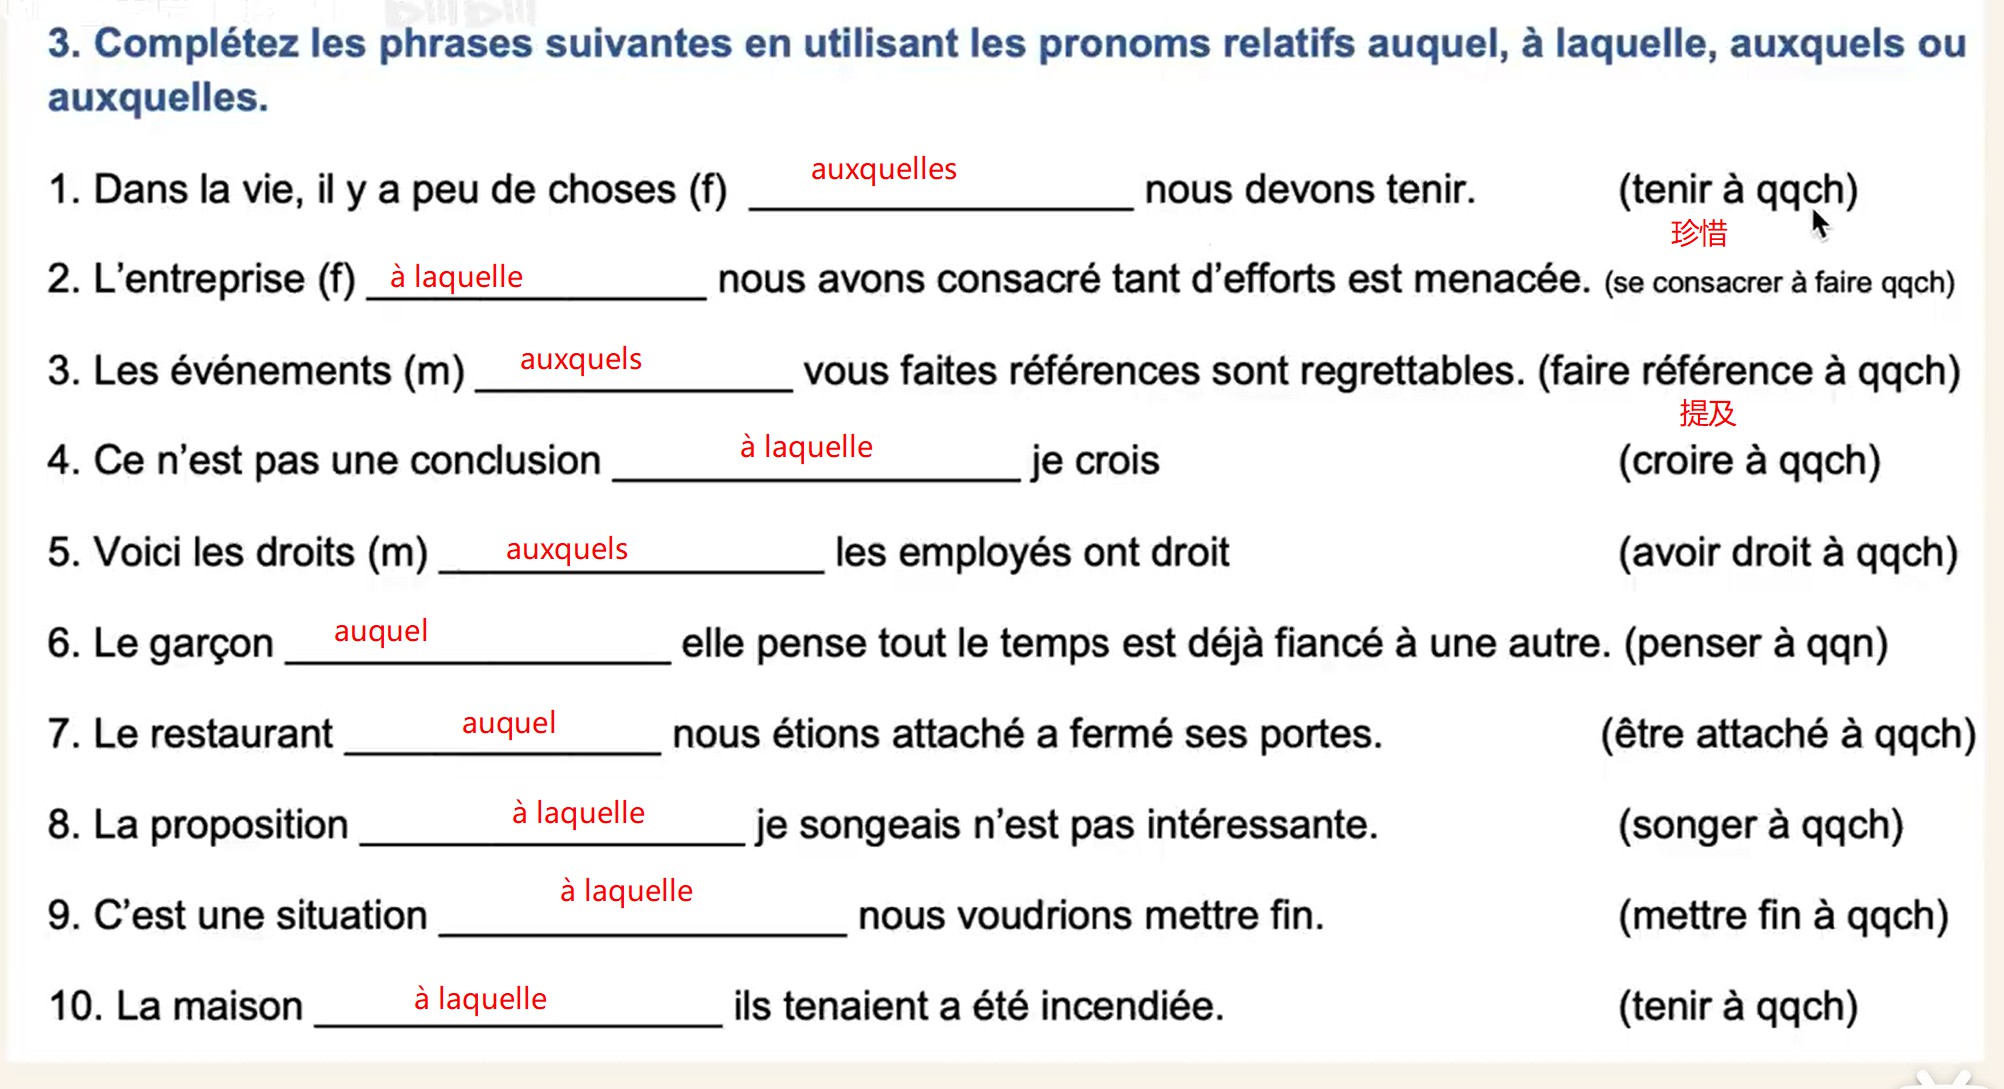 3. Complétez les phrases suivantes en utilisant les pronoms relatifs auquel, à laquelle, auxquels ou
auxquelles.
1. Dans la vie, il y a peu de choses (f) auxquelles nous devons tenir. (tenir à qqch)
珍惜
2. L'entreprise (f) à laquelle nous avons consacré tant d'efforts est menacée. (se consacrer à faire qqch)
3. Les événements (m) auxquels vous faites références sont regrettables. (faire référence à qqch)
提及
4. Ce n'est pas une conclusion à laquelle je crois (croire à qqch)
5. Voici les droits (m) auxquels les employés ont droit (avoir droit à qqch)
6. Le garçon auquel elle pense tout le temps est déjà fiancé à une autre. (penser à qqn)
7. Le restaurant auquel nous étions attaché a fermé ses portes. (être attaché à qqch)
8. La proposition à laquelle je songeais n'est pas intéressante. (songer à qqch)
9. C'est une situation à laquelle nous voudrions mettre fin. (mettre fin à qqch)
10. La maison à laquelle ils tenaient a été incendiée. (tenir à qqch)